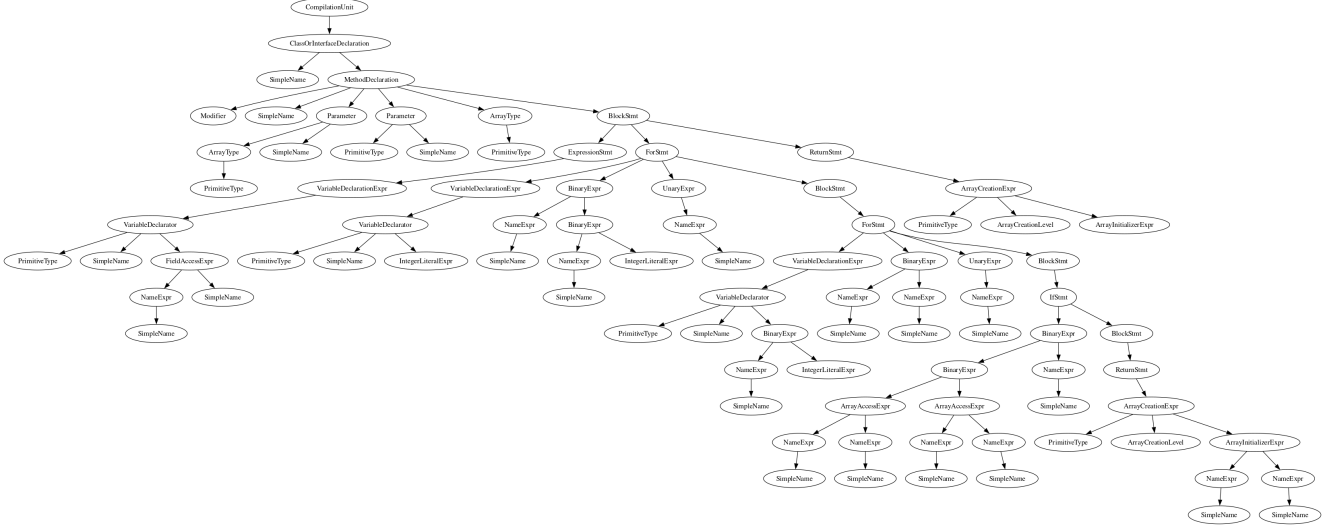 CompilationUnit
ClassOrInterfaceDeclaration
SimpleName MethodDeclaration
Modifier SimpleName Parameter Parameter ArrayType BlockStmt
ArrayType SimpleName PrimitiveType SimpleName PrimitiveType ExpressionStmt ForStmt ReturnStmt
PrimitiveType VariableDeclarationExpr VariableDeclarationExpr BinaryExpr UnaryExpr BlockStmt ArrayCreationExpr
VariableDeclarator VariableDeclarator NameExpr BinaryExpr NameExpr ForStmt PrimitiveType ArrayCreationLevel ArrayInitializerExpr
PrimitiveType SimpleName FieldAccessExpr PrimitiveType SimpleName IntegerLiteralExpr SimpleName NameExpr IntegerLiteralExpr SimpleName VariableDeclarationExpr BinaryExpr UnaryExpr BlockStmt
NameExpr SimpleName SimpleName VariableDeclarator NameExpr NameExpr NameExpr IfStmt
SimpleName PrimitiveType SimpleName BinaryExpr SimpleName SimpleName SimpleName BinaryExpr BlockStmt
NameExpr IntegerLiteralExpr BinaryExpr NameExpr ReturnStmt
SimpleName ArrayAccessExpr ArrayAccessExpr SimpleName ArrayCreationExpr
NameExpr NameExpr NameExpr NameExpr PrimitiveType ArrayCreationLevel ArrayInitializerExpr
SimpleName SimpleName SimpleName SimpleName NameExpr NameExpr
SimpleName SimpleName